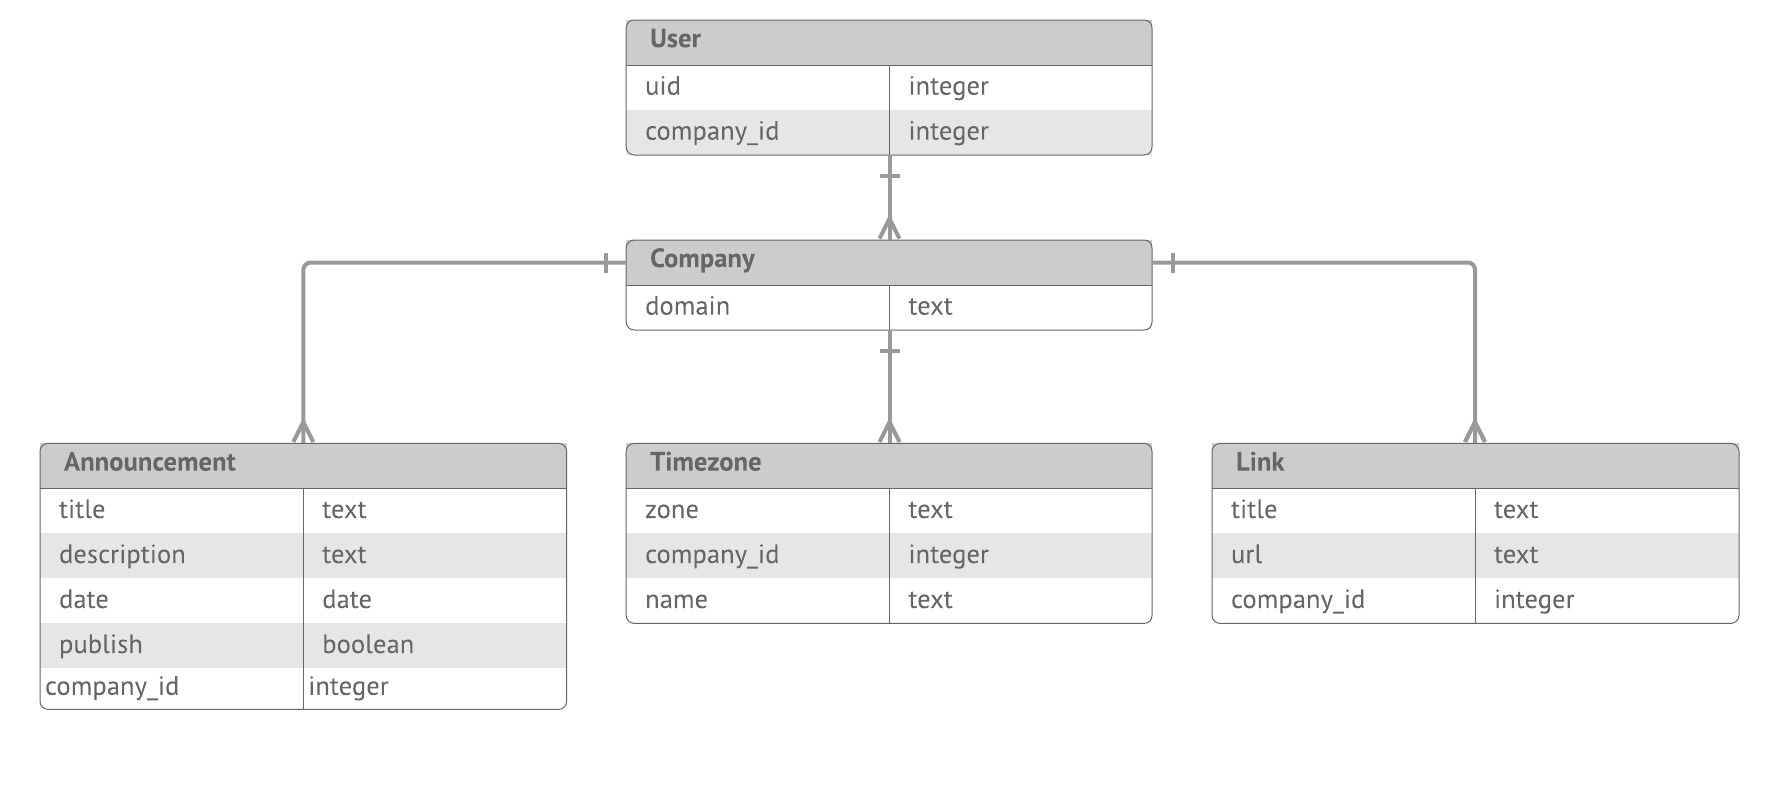 User
uid integer
company_id integer
Company
domain text
Announcement
title text
description text
date date
publish boolean
company_id integer
Timezone
zone text
company_id integer
name text
Link
title text
url text
company_id integer